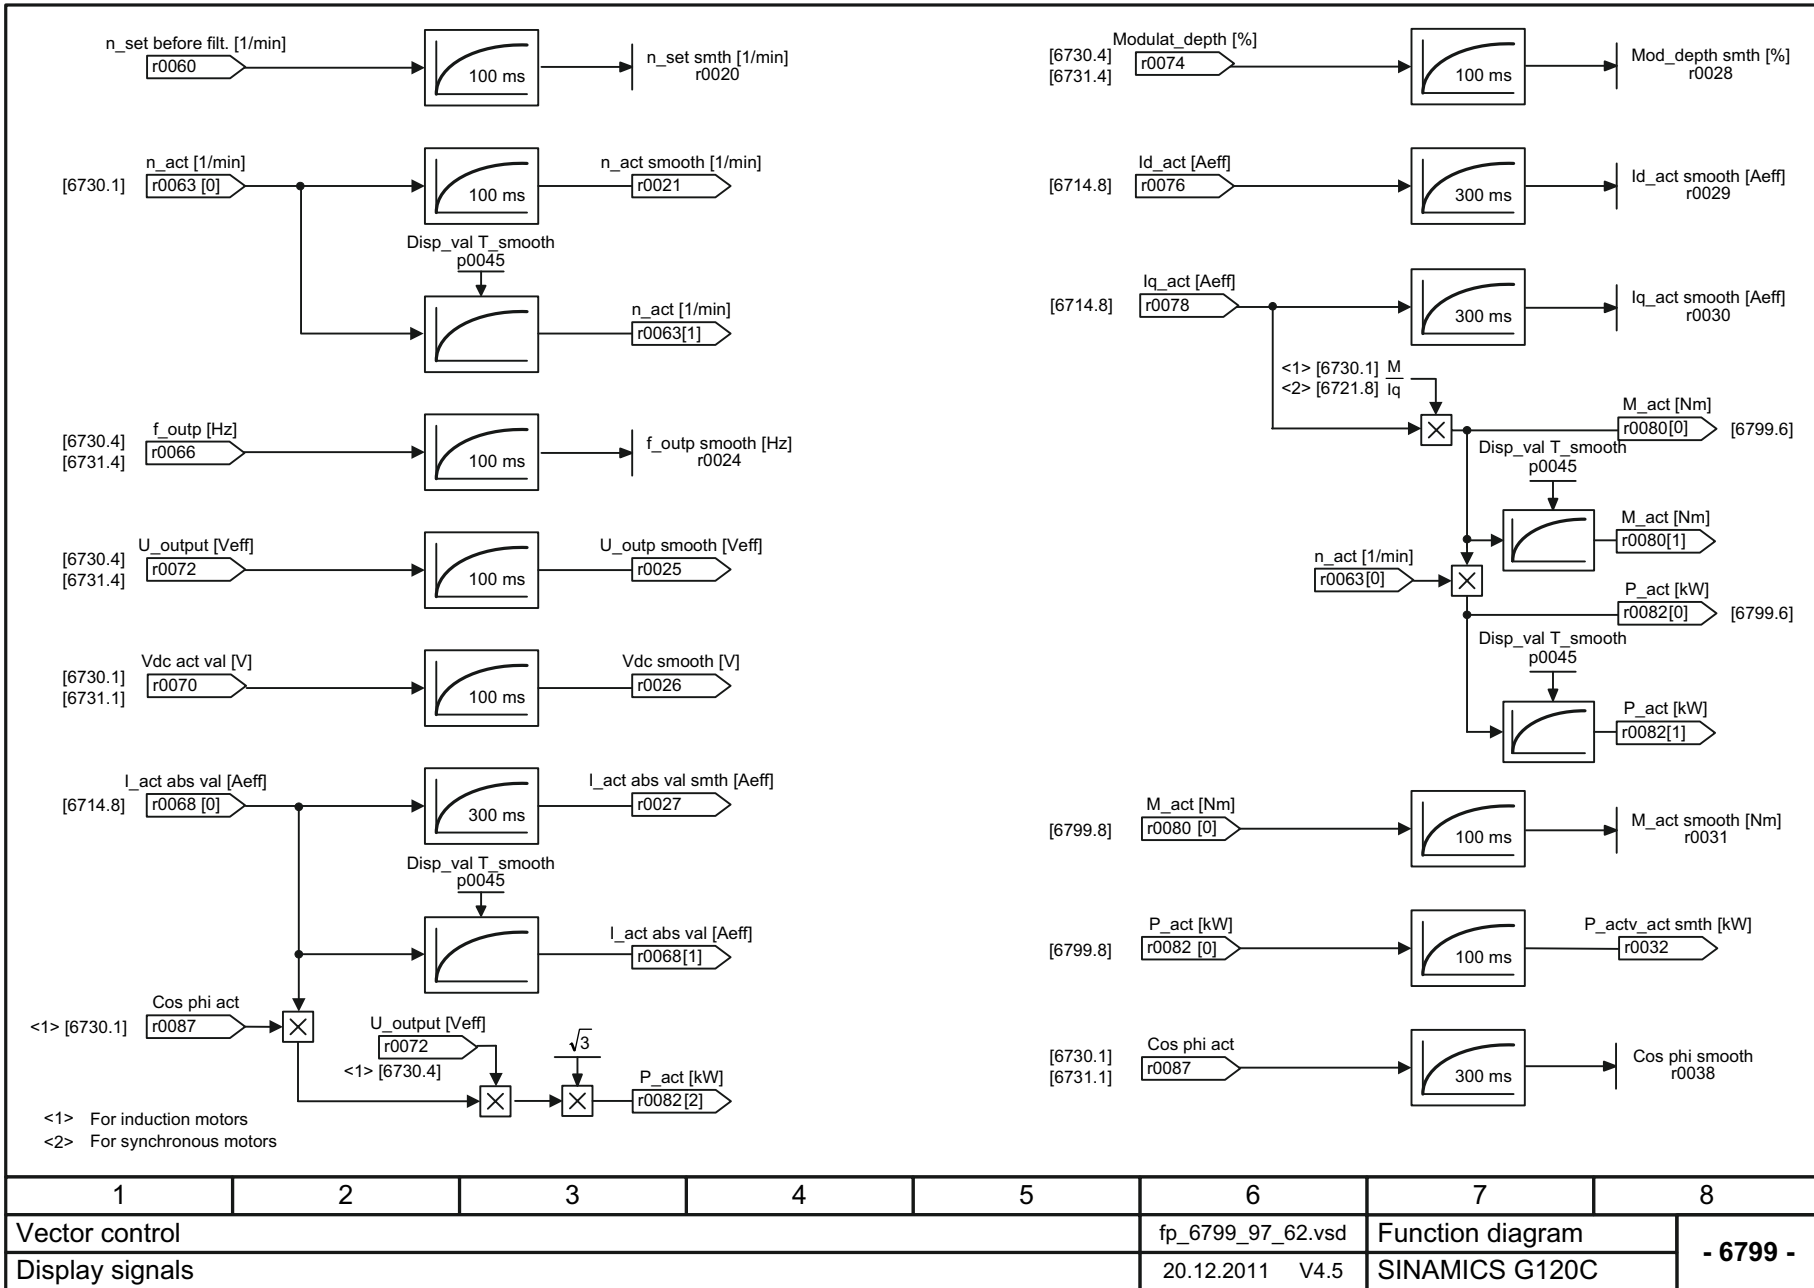 n_set before filt. [1/min]
r0060
100 ms
n_set smth [1/min]
r0020
n_act [1/min]
[6730.1]
r0063 [0]
100 ms
n_act smooth [1/min]
r0021
Disp_val T_smooth
p0045
n_act [1/min]
r0063[1]
f_outp [Hz]
[6730.4]
[6731.4]
r0066
100 ms
f_outp smooth [Hz]
r0024
U_output [Veff]
[6730.4]
[6731.4]
r0072
100 ms
U_outp smooth [Veff]
r0025
Vdc act val [V]
[6730.1]
[6731.1]
r0070
100 ms
Vdc smooth [V]
r0026
I_act abs val [Aeff]
[6714.8]
r0068 [0]
300 ms
I_act abs val smth [Aeff]
r0027
Disp_val T_smooth
p0045
I_act abs val [Aeff]
r0068[1]
Cos phi act
<1> [6730.1]
r0087
U_output [Veff]
r0072
<1> [6730.4]
√3
P_act [kW]
r0082[2]
<1> For induction motors
<2> For synchronous motors
Modulat_depth [%]
[6730.4]
[6731.4]
r0074
100 ms
Mod_depth smth [%]
r0028
Id_act [Aeff]
[6714.8]
r0076
300 ms
Id_act smooth [Aeff]
r0029
Iq_act [Aeff]
[6714.8]
r0078
300 ms
Iq_act smooth [Aeff]
r0030
<1> [6730.1] M
<2> [6721.8] Iq
M_act [Nm]
r0080[0]
[6799.6]
Disp_val T_smooth
p0045
M_act [Nm]
r0080[1]
n_act [1/min]
r0063[0]
P_act [kW]
r0082[0]
[6799.6]
Disp_val T_smooth
p0045
P_act [kW]
r0082[1]
M_act [Nm]
[6799.8]
r0080 [0]
100 ms
M_act smooth [Nm]
r0031
P_act [kW]
[6799.8]
r0082 [0]
100 ms
P_actv_act smth [kW]
r0032
Cos phi act
[6730.1]
[6731.1]
r0087
300 ms
Cos phi smooth
r0038
1 2 3 4 5 6 7 8
Vector control
fp_6799_97_62.vsd
Function diagram
- 6799 -
Display signals
20.12.2011 V4.5
SINAMICS G120C